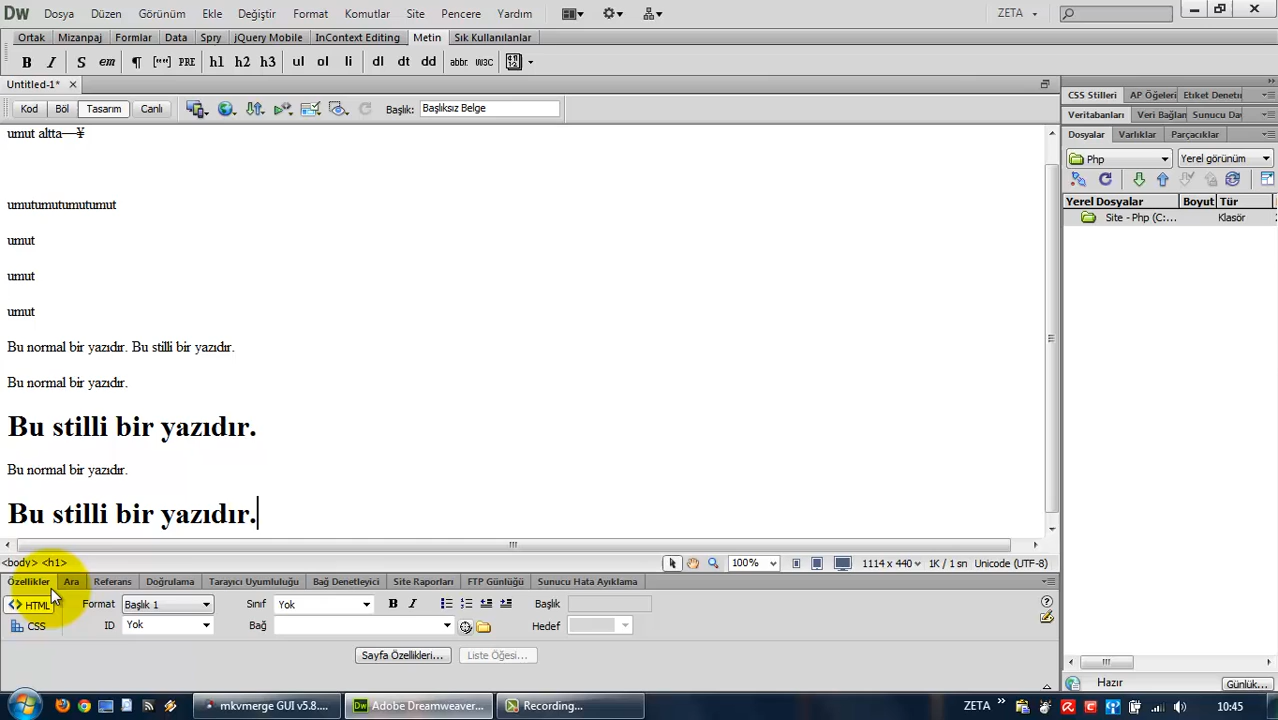 Dw Dosya Düzen Görünüm Ekle Değiştir Format Komutlar Site Pencere Yardım ZETA
Ortak Mizanpaj Formlar Data Spry jQuery Mobile InContext Editing Metin Sık Kullanılanlar
B I S em ¶ [""] PRE h1 h2 h3 ul ol li dl dt dd abbr. W3C
Untitled-1*
Kod Böl Tasarım Canlı Başlık: Başlıksız Belge
umut altta—¥
umutumutumutumut
umut
umut
umut
Bu normal bir yazıdır. Bu stilli bir yazıdır.
Bu normal bir yazıdır.
Bu stilli bir yazıdır.
Bu normal bir yazıdır.
Bu stilli bir yazıdır.
<body> <h1> 100% 1114 x 440 1K / 1 sn Unicode (UTF-8)
Özellikler Ara Referans Doğrulama Tarayıcı Uyumluluğu Bağ Denetleyici Site Raporları FTP Günlüğü Sunucu Hata Ayıklama
<> HTML Format Başlık 1 Sınıf Yok B I Başlık
CSS ID Yok Bağ Hedef
Sayfa Özellikleri... Liste Öğesi...
CSS Stilleri AP Öğeleri Etiket Denetim
Veritabanları Veri Bağlan Sunucu Da
Dosyalar Varlıklar Parçacıklar
Php Yerel görünüm
Yerel Dosyalar Boyut Tür
Site - Php (C:... Klasör
Hazır Günlük...
mkvmerge GUI v5.8.... Adobe Dreamweaver... Recording... ZETA 10:45